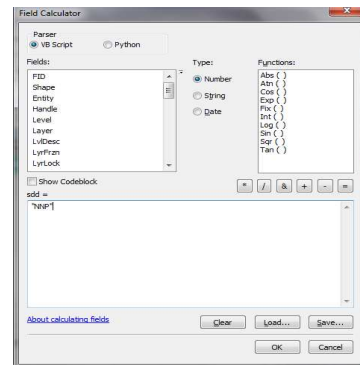 Field Calculator
Parser
VB Script Python
Fields: Type: Functions:
FID
Shape
Entity
Handle
Level
Layer
LvlDesc
LyrFrzn
LyrLock
Number
String
Date
Abs ( )
Atn ( )
Cos ( )
Exp ( )
Fix ( )
Int ( )
Log ( )
Sin ( )
Sqr ( )
Tan ( )
Show Codeblock
* / & + - =
sdd =
"NNP"
About calculating fields Clear Load... Save...
OK Cancel